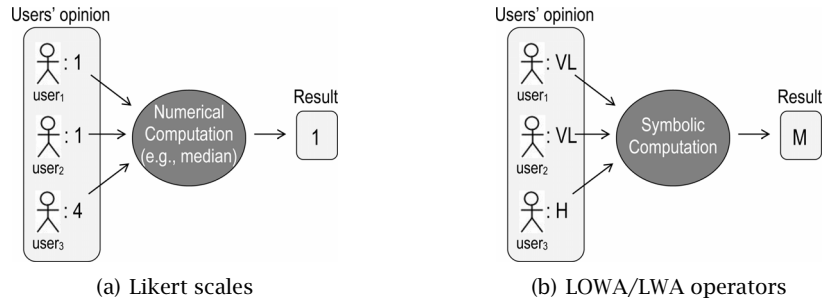 Users' opinion
: 1
user1
: 1
user2
: 4
user3
Numerical
Computation
(e.g., median)
Result
1
(a) Likert scales
Users' opinion
: VL
user1
: VL
user2
: H
user3
Symbolic
Computation
Result
M
(b) LOWA/LWA operators